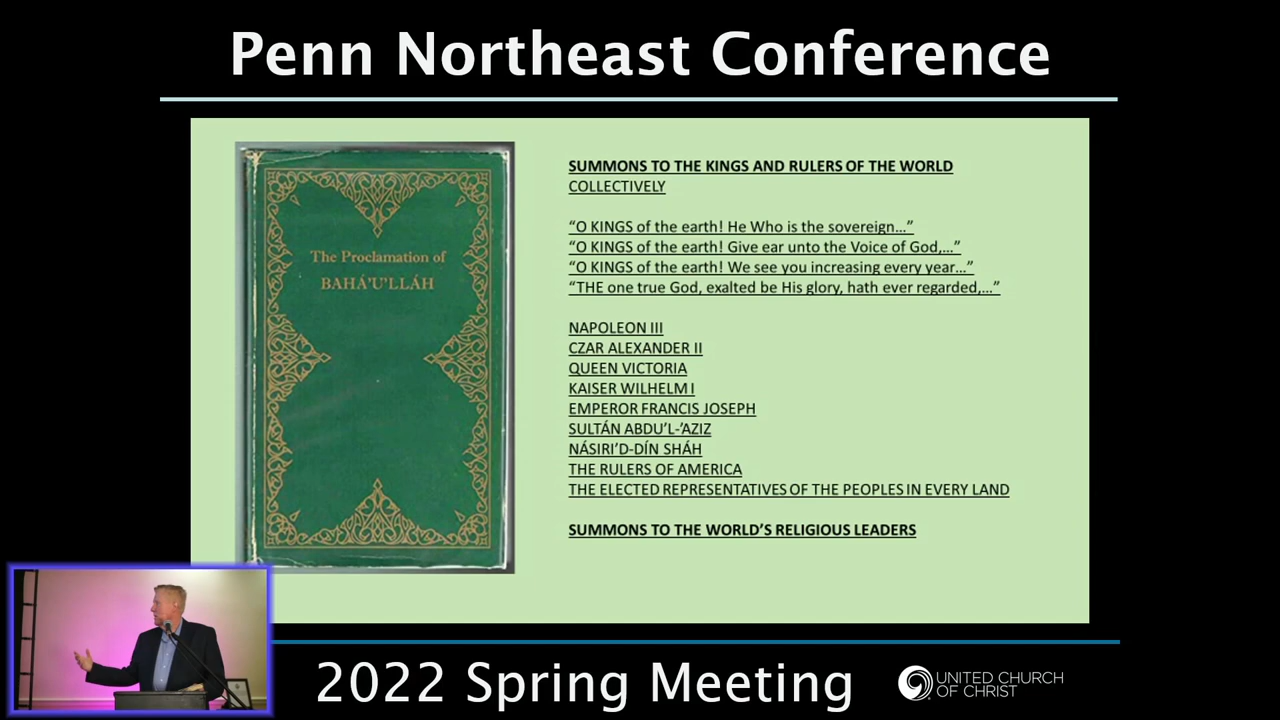 Penn Northeast Conference
The Proclamation of
BAHÁ'U'LLÁH
SUMMONS TO THE KINGS AND RULERS OF THE WORLD
COLLECTIVELY
“O KINGS of the earth! He Who is the sovereign...”
“O KINGS of the earth! Give ear unto the Voice of God,...”
“O KINGS of the earth! We see you increasing every year...”
“THE one true God, exalted be His glory, hath ever regarded,...”
NAPOLEON III
CZAR ALEXANDER II
QUEEN VICTORIA
KAISER WILHELM I
EMPEROR FRANCIS JOSEPH
SULTÁN ABDU’L-‘AZIZ
NÁSIRI’D-DÍN SHÁH
THE RULERS OF AMERICA
THE ELECTED REPRESENTATIVES OF THE PEOPLES IN EVERY LAND
SUMMONS TO THE WORLD’S RELIGIOUS LEADERS
2022 Spring Meeting
UNITED CHURCH
OF CHRIST